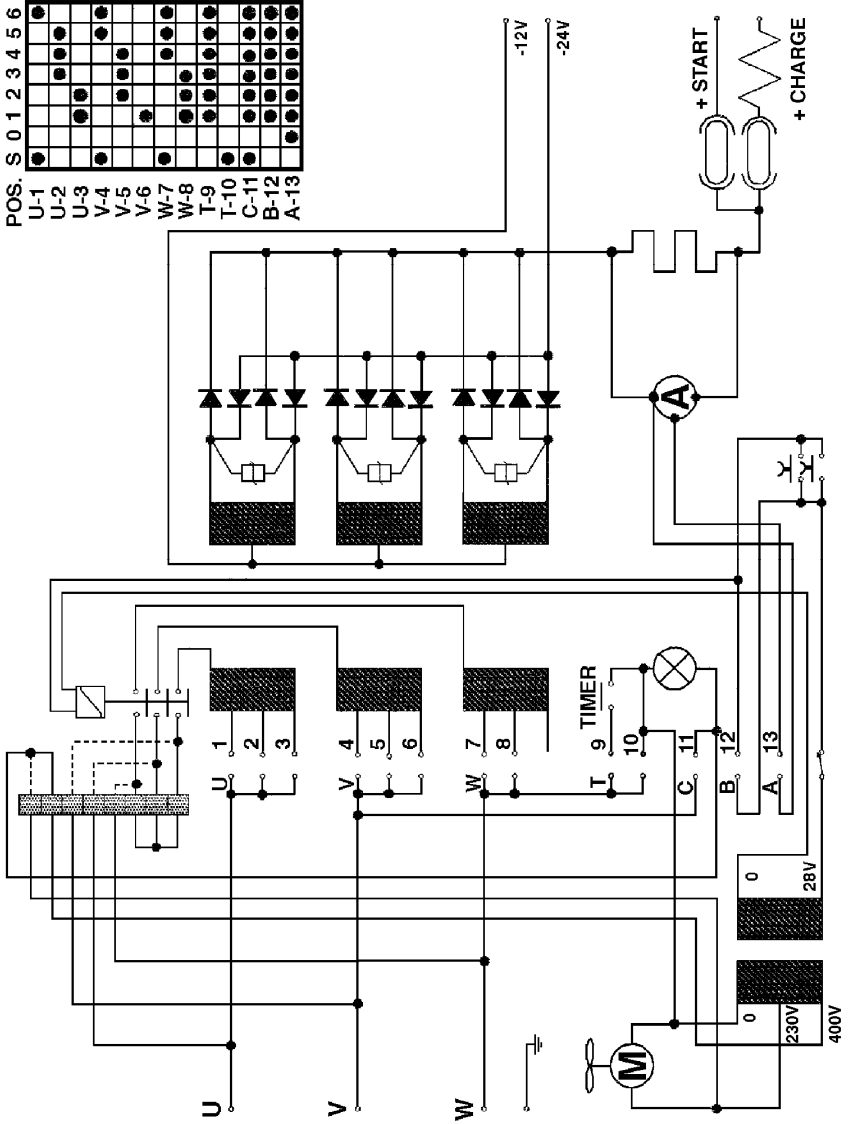 POS. S 0 1 2 3 4 5 6
U-1
U-2
U-3
V-4
V-5
V-6
W-7
W-8
T-9
T-10
C-11
B-12
A-13
-12V
-24V
+ START
+ CHARGE
A
U
1
2
3
V
4
5
6
W
7
8
TIMER
T
9
10
C
11
B
12
A
13
0
28V
0
230V
400V
M
U
V
W